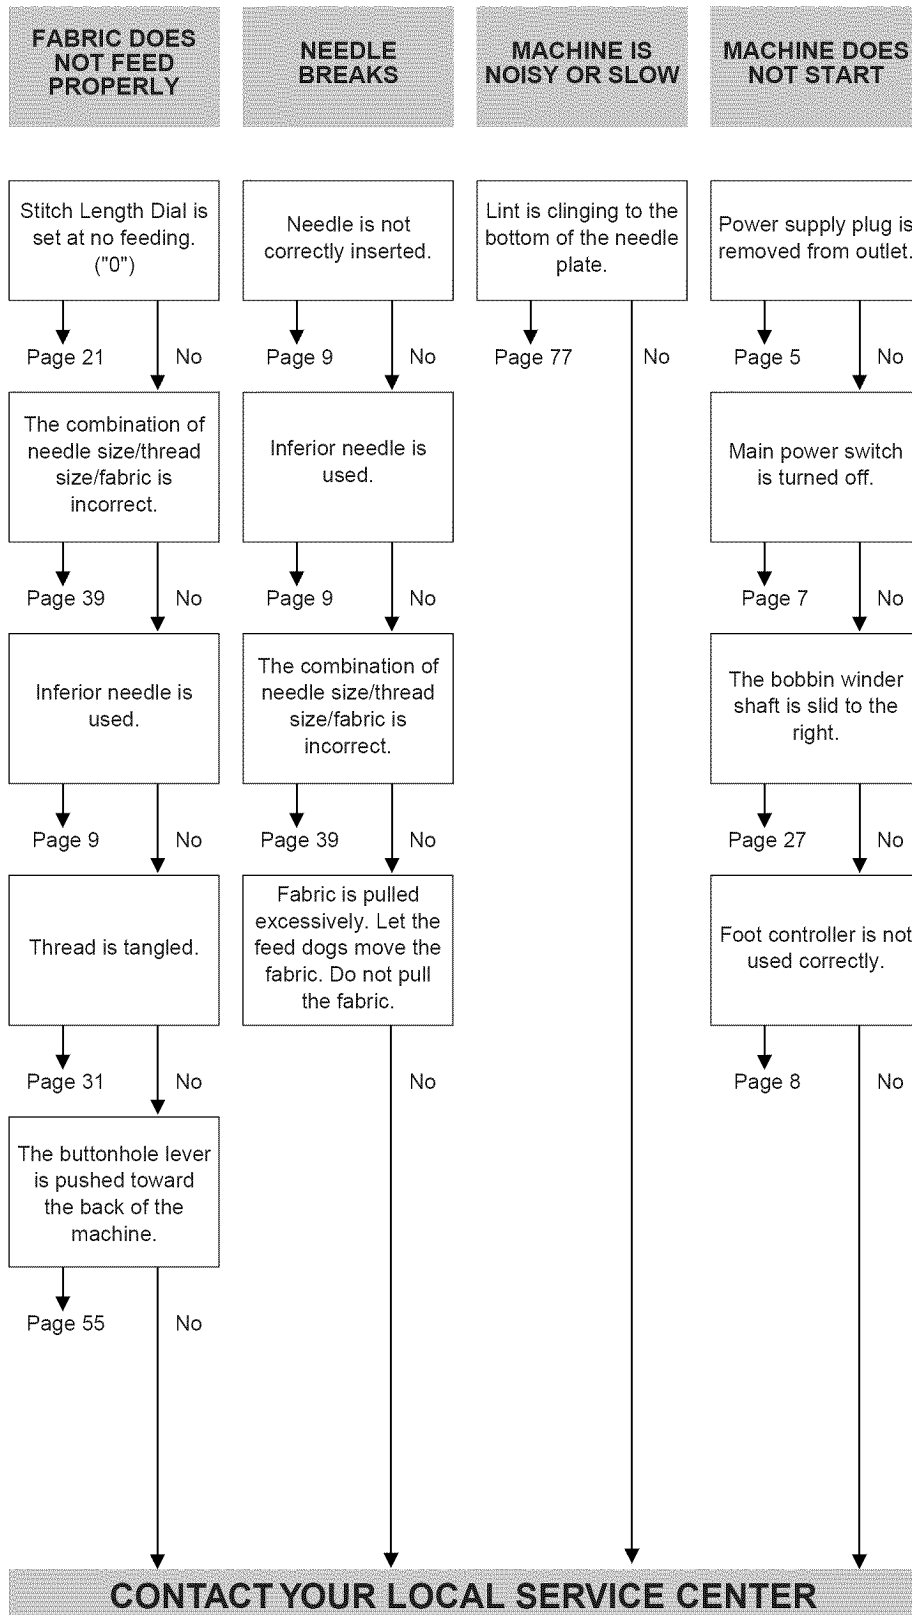 FABRIC DOES
NOT FEED
PROPERLY
NEEDLE
BREAKS
MACHINE IS
NOISY OR SLOW
MACHINE DOES
NOT START
Stitch Length Dial is
set at no feeding.
("0")
Needle is not
correctly inserted.
Lint is clinging to the
bottom of the needle
plate.
Power supply plug is
removed from outlet.
Page 21
No
Page 9
No
Page 77
No
Page 5
No
The combination of
needle size/thread
size/fabric is
incorrect.
Inferior needle is
used.
Main power switch
is turned off.
Page 39
No
Page 9
No
Page 7
No
Inferior needle is
used.
The combination of
needle size/thread
size/fabric is
incorrect.
The bobbin winder
shaft is slid to the
right.
Page 9
No
Page 39
No
Page 27
No
Thread is tangled.
Fabric is pulled
excessively. Let the
feed dogs move the
fabric. Do not pull
the fabric.
Foot controller is not
used correctly.
Page 31
No
No
Page 8
No
The buttonhole lever
is pushed toward
the back of the
machine.
Page 55
No
CONTACT YOUR LOCAL SERVICE CENTER